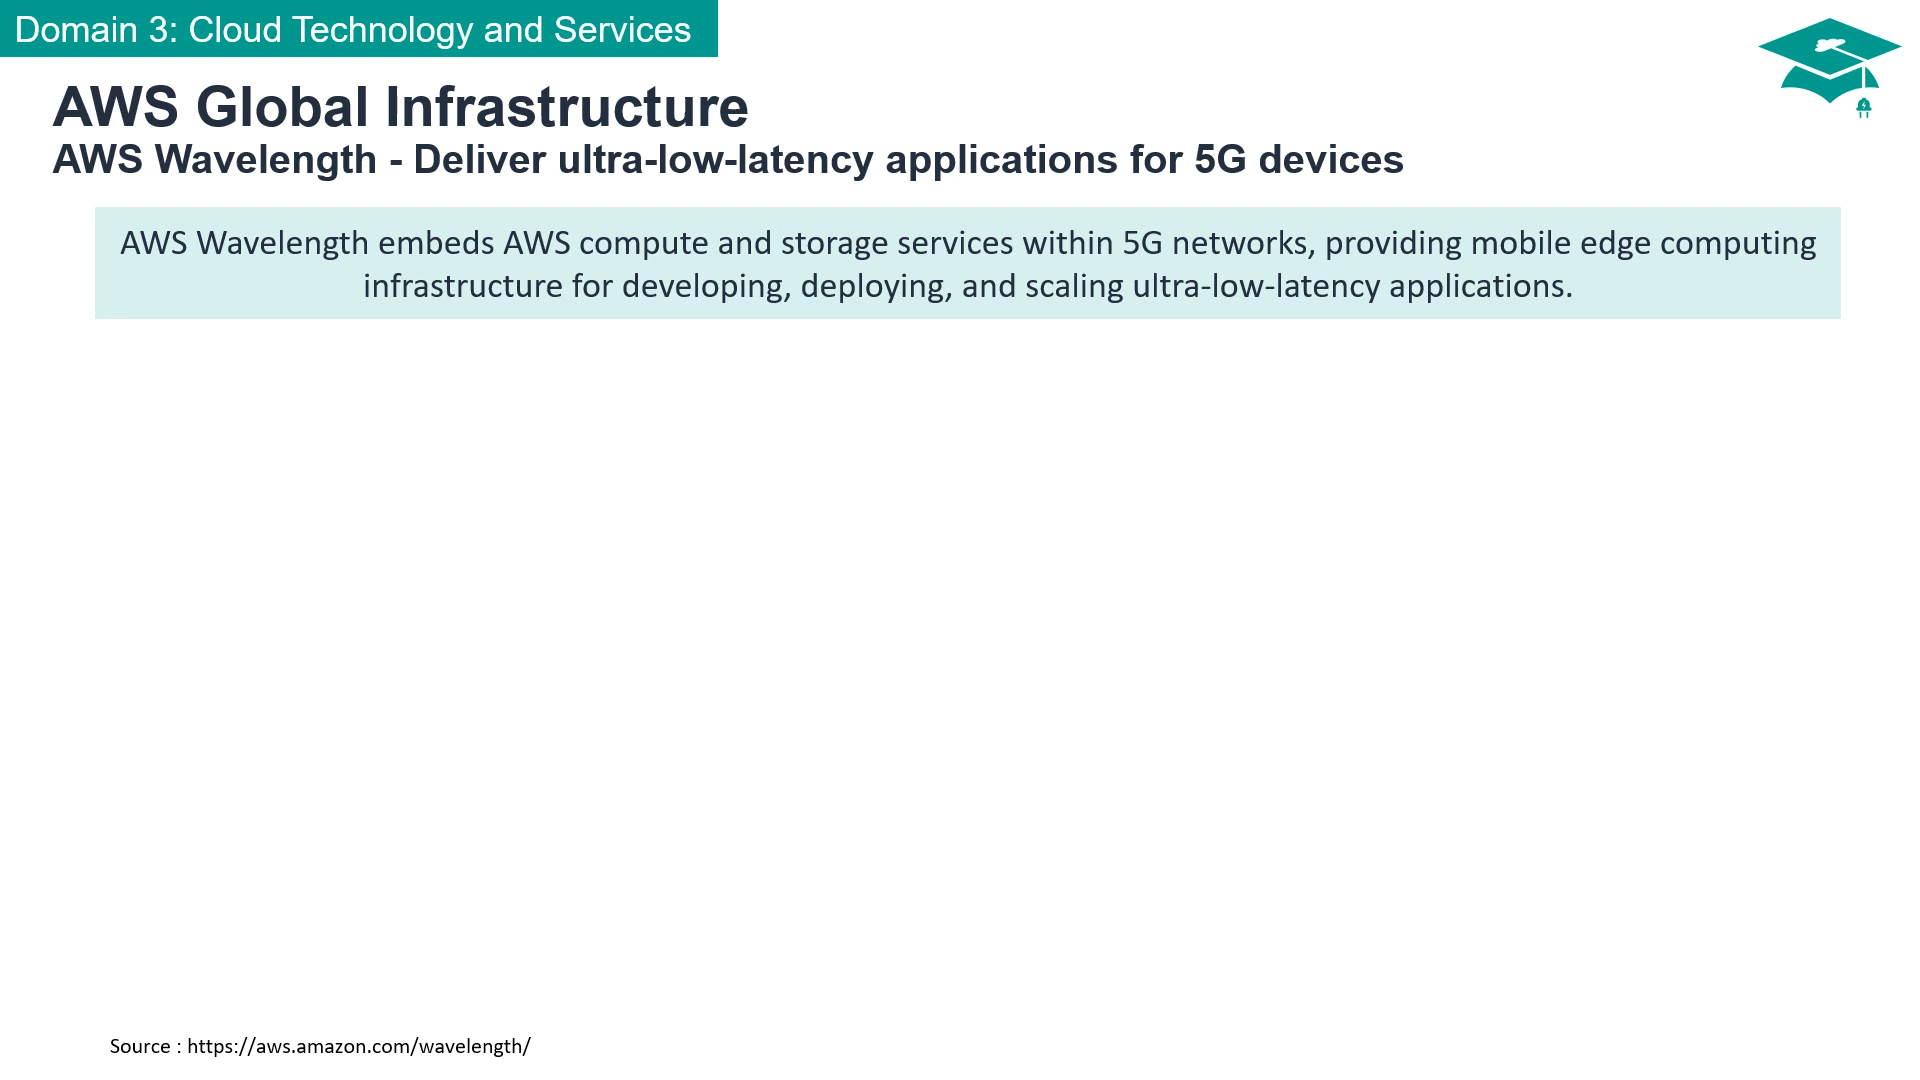 Domain 3: Cloud Technology and Services
AWS Global Infrastructure
AWS Wavelength - Deliver ultra-low-latency applications for 5G devices
AWS Wavelength embeds AWS compute and storage services within 5G networks, providing mobile edge computing
infrastructure for developing, deploying, and scaling ultra-low-latency applications.
Source : https://aws.amazon.com/wavelength/